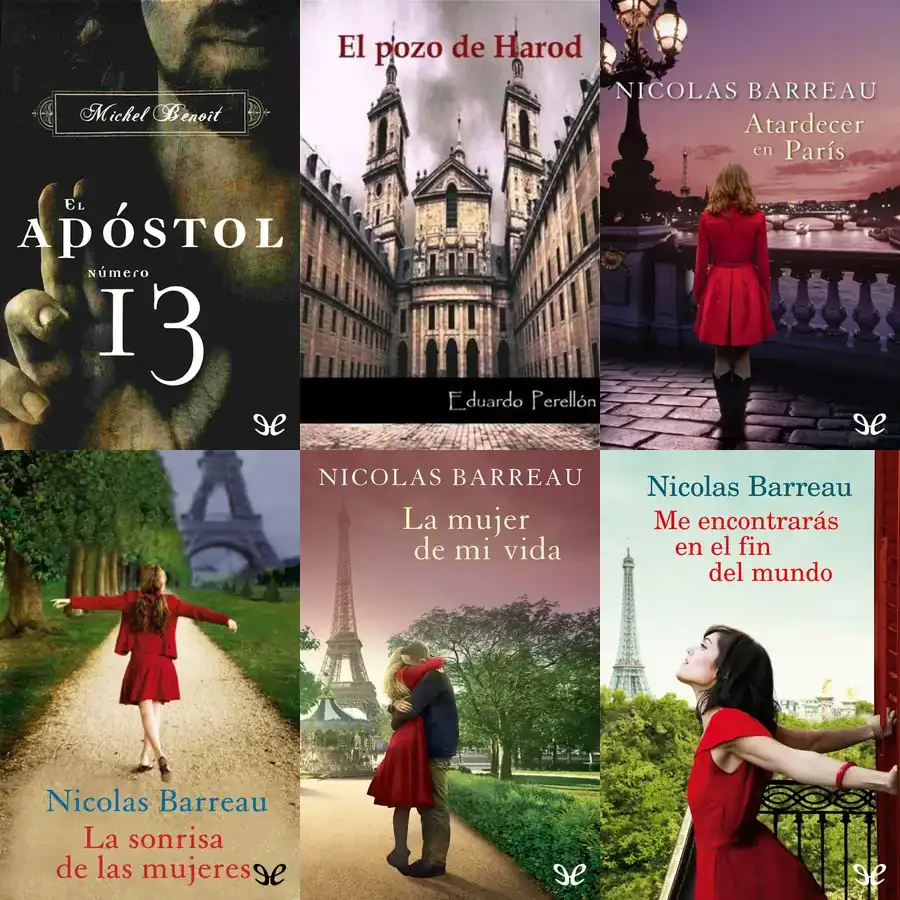 Michel Benoît
El
APÓSTOL
Número
13
El pozo de Harod
Eduardo Perellón
NICOLAS BARREAU
Atardecer
en París
Nicolas Barreau
La sonrisa
de las mujeres
NICOLAS BARREAU
La mujer
de mi vida
Nicolas Barreau
Me encontrarás
en el fin
del mundo